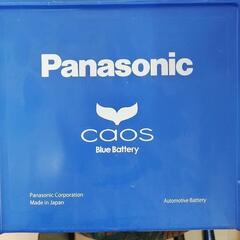 Panasonic
caos
Blue Battery
Panasonic Corporation
Made in Japan
Automotive Battery